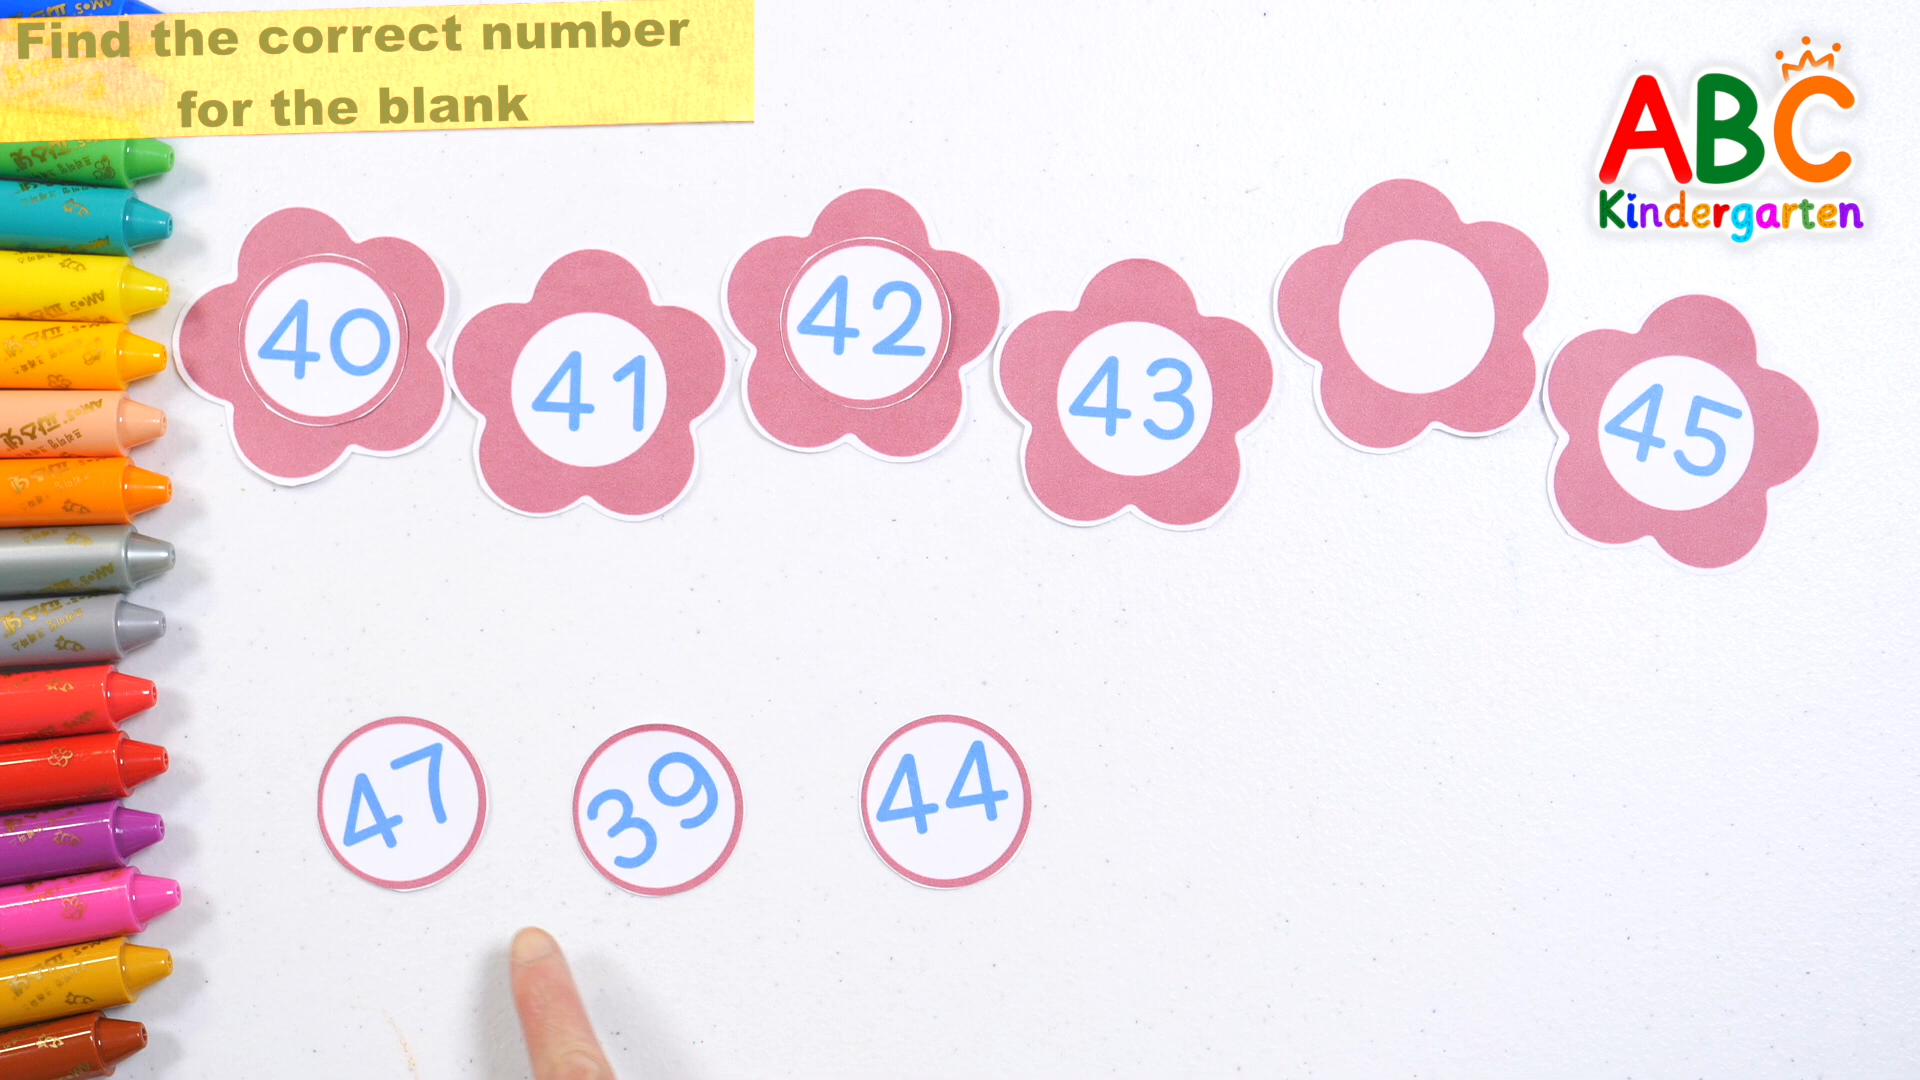 Find the correct number
for the blank
ABC
Kindergarten
40 41 42 43 45
47 39 44